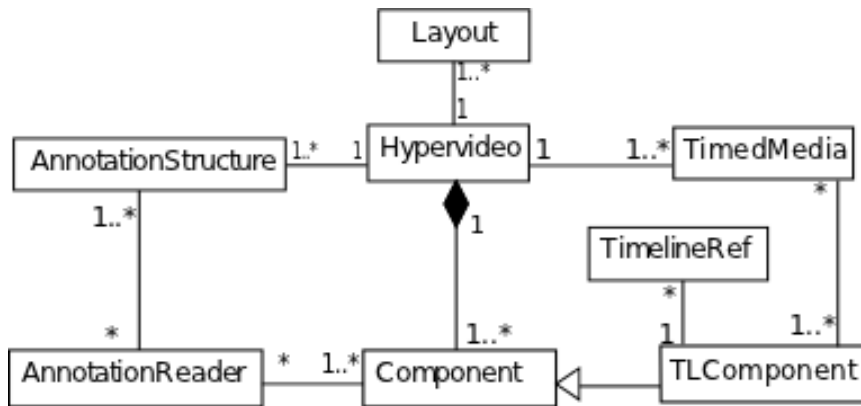 Layout
1..*
1
AnnotationStructure
1..*
1
Hypervideo
1
1..*
TimedMedia
1..*
1
*
TimelineRef
*
*
1..*
1
1..*
AnnotationReader
*
1..*
Component
TLComponent